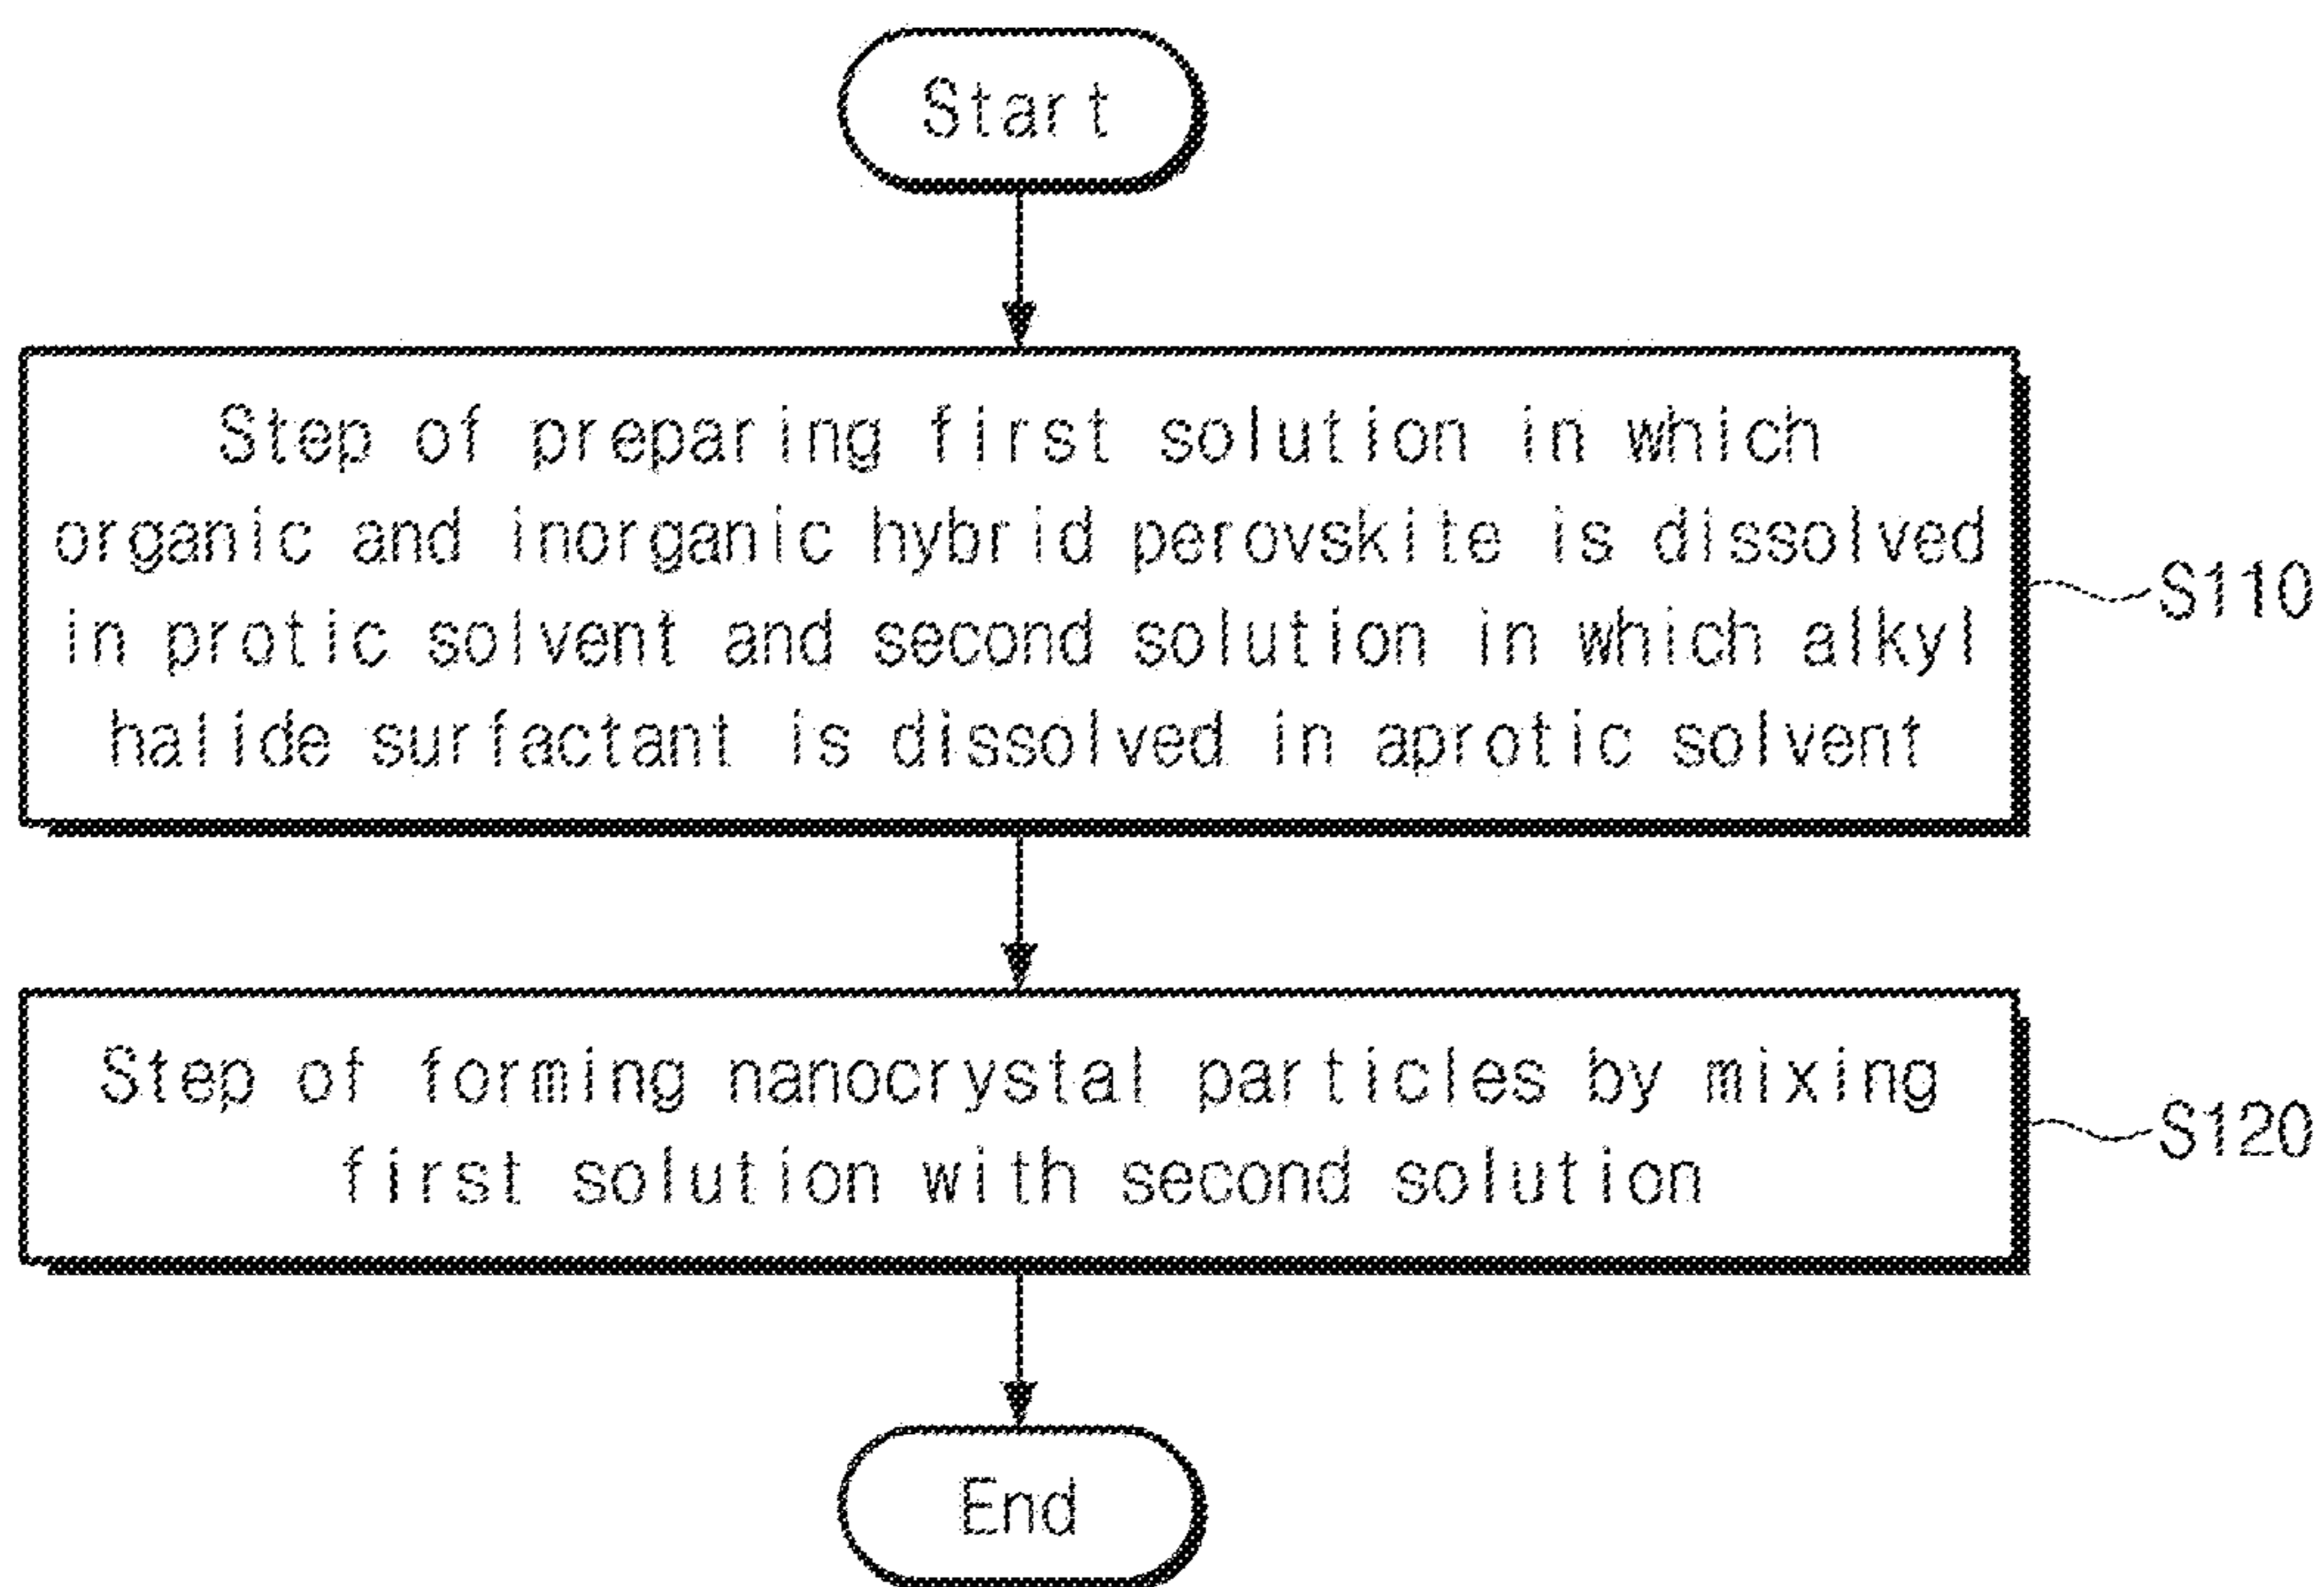 Start
Step of preparing first solution in which
organic and inorganic hybrid perovskite is dissolved
in protic solvent and second solution in which alkyl
halide surfactant is dissolved in aprotic solvent
S110
Step of forming nanocrystal particles by mixing
first solution with second solution
S120
End